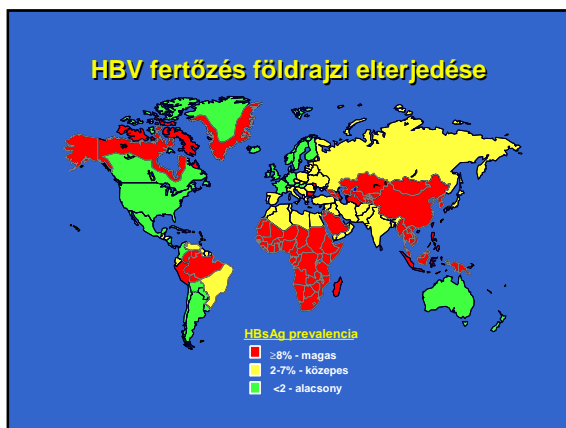 HBV fertőzés földrajzi elterjedése
HBsAg prevalencia
≥8% - magas
2-7% - közepes
<2 - alacsony